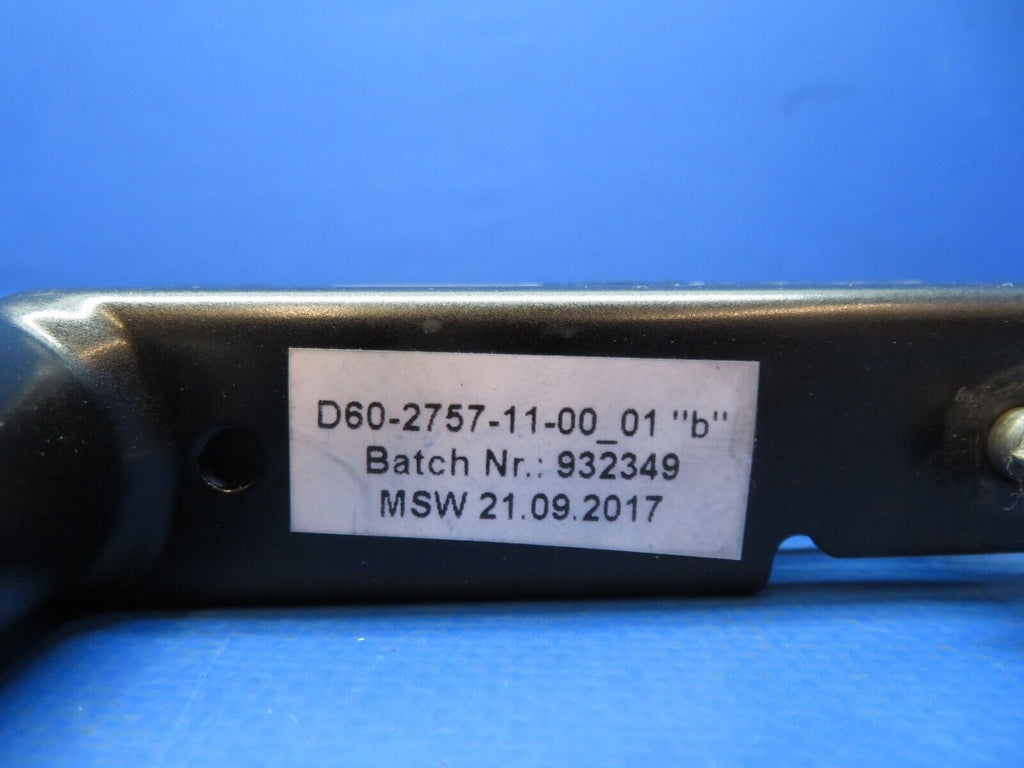 D60-2757-11-00_01 "b"
Batch Nr.: 932349
MSW 21.09.2017